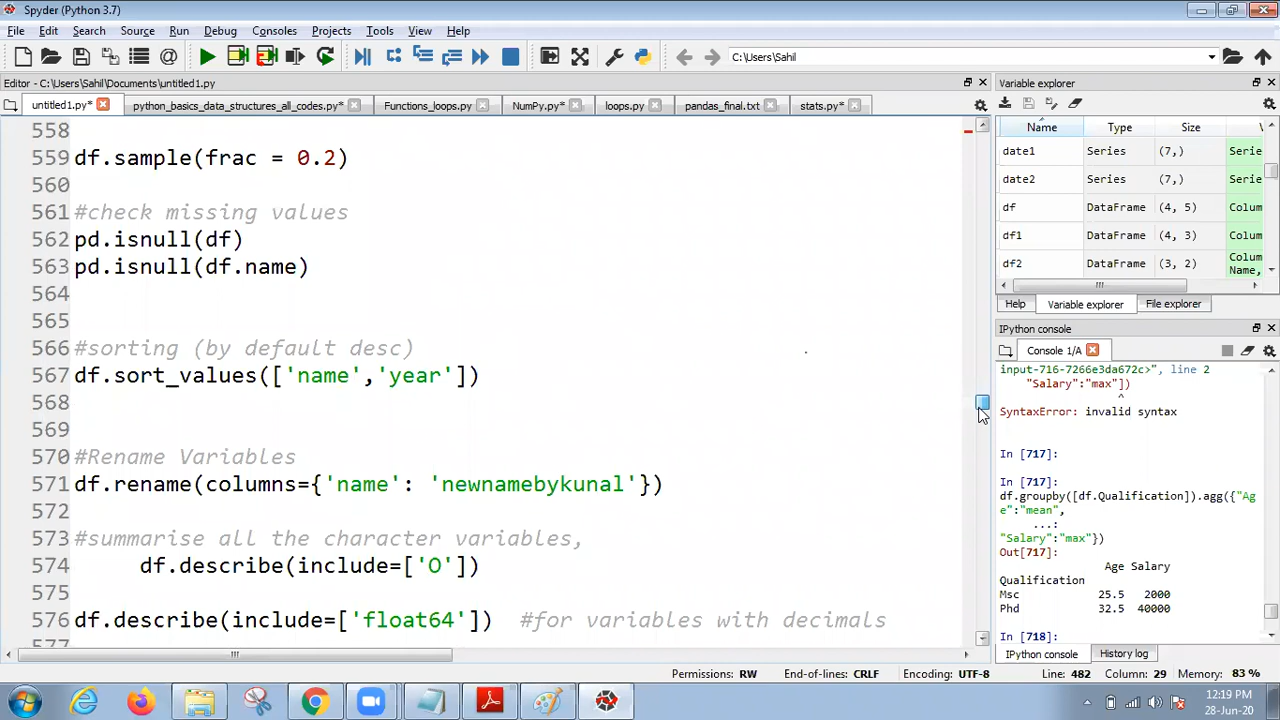 Spyder (Python 3.7)
File Edit Search Source Run Debug Consoles Projects Tools View Help
C:\Users\Sahil
Editor - C:\Users\Sahil\Documents\untitled1.py
untitled1.py* python_basics_data_structures_all_codes.py* Functions_loops.py NumPy.py* loops.py pandas_final.txt stats.py*
558
559 df.sample(frac = 0.2)
560
561 #check missing values
562 pd.isnull(df)
563 pd.isnull(df.name)
564
565
566 #sorting (by default desc)
567 df.sort_values(['name','year'])
568
569
570 #Rename Variables
571 df.rename(columns={'name': 'newnamebykunal'})
572
573 #summarise all the character variables,
574 df.describe(include=['O'])
575
576 df.describe(include=['float64']) #for variables with decimals
577
Variable explorer
Name Type Size
date1 Series (7,) Serie
date2 Series (7,) Serie
df DataFrame (4, 5) Colum
df1 DataFrame (4, 3) Colum
df2 DataFrame (3, 2) Colum
Name,
Help Variable explorer File explorer
IPython console
Console 1/A
input-716-7266e3da672c>", line 2
"Salary":"max"])
^
SyntaxError: invalid syntax
In [717]:
In [717]:
df.groupby([df.Qualification]).agg({"Ag
e":"mean",
...:
"Salary":"max"})
Out[717]:
Age Salary
Qualification
Msc 25.5 2000
Phd 32.5 40000
In [718]:
IPython console History log
Permissions: RW End-of-lines: CRLF Encoding: UTF-8 Line: 482 Column: 29 Memory: 83 %
12:19 PM
28-Jun-20